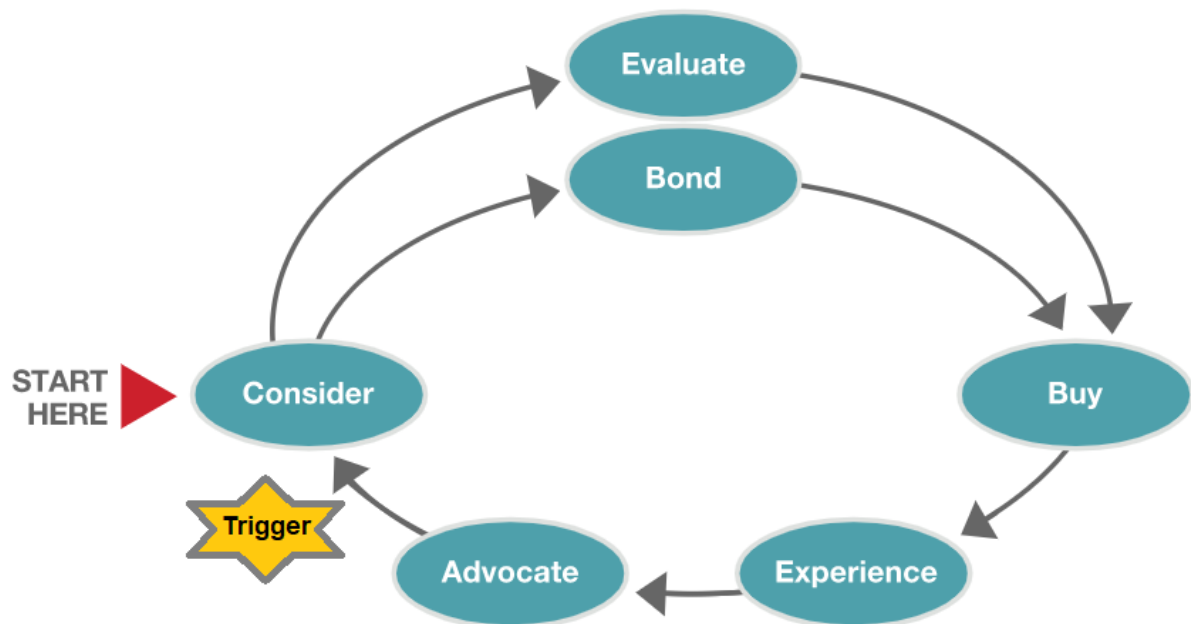 Evaluate
Bond
START
HERE
Consider
Buy
Trigger
Advocate
Experience